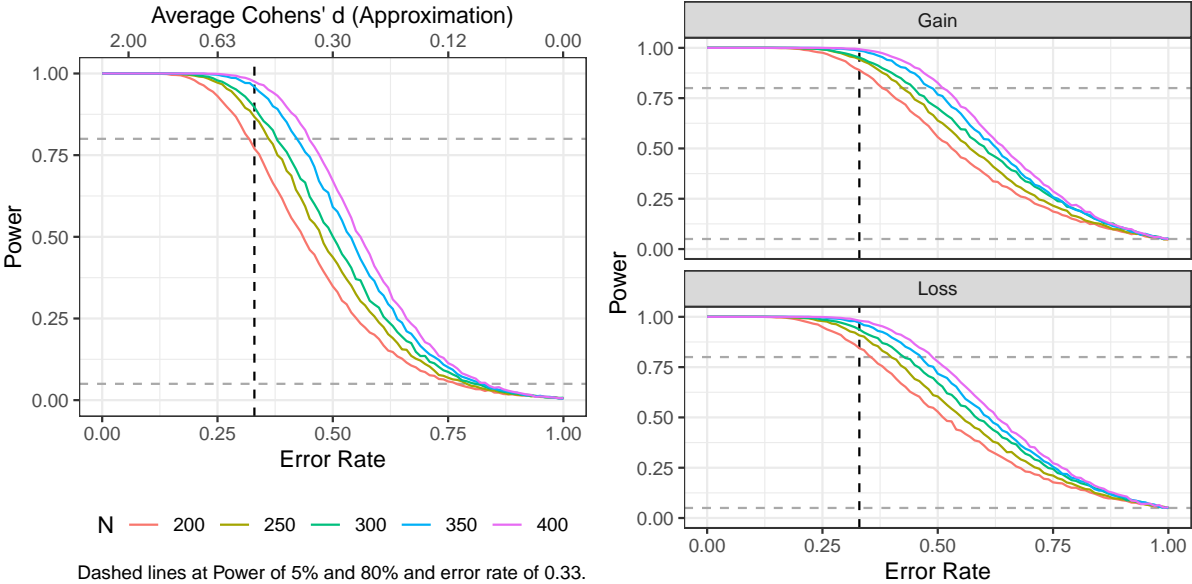 Average Cohens' d (Approximation)
2.00 0.63 0.30 0.12 0.00
Power
1.00
0.75
0.50
0.25
0.00
0.00 0.25 0.50 0.75 1.00
Error Rate
N 200 250 300 350 400
Dashed lines at Power of 5% and 80% and error rate of 0.33.
Power
Gain
1.00
0.75
0.50
0.25
0.00
Loss
1.00
0.75
0.50
0.25
0.00
0.00 0.25 0.50 0.75 1.00
Error Rate